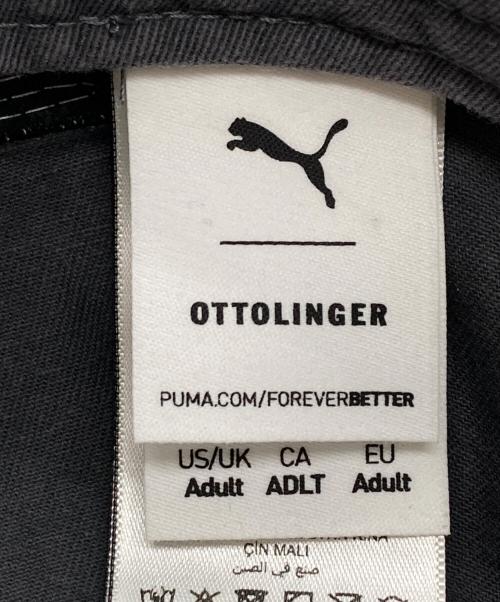 OTTOLINGER
PUMA.COM/FOREVERBETTER
US/UK CA EU
Adult ADLT Adult
ÇİN MALI
صنع في الصين